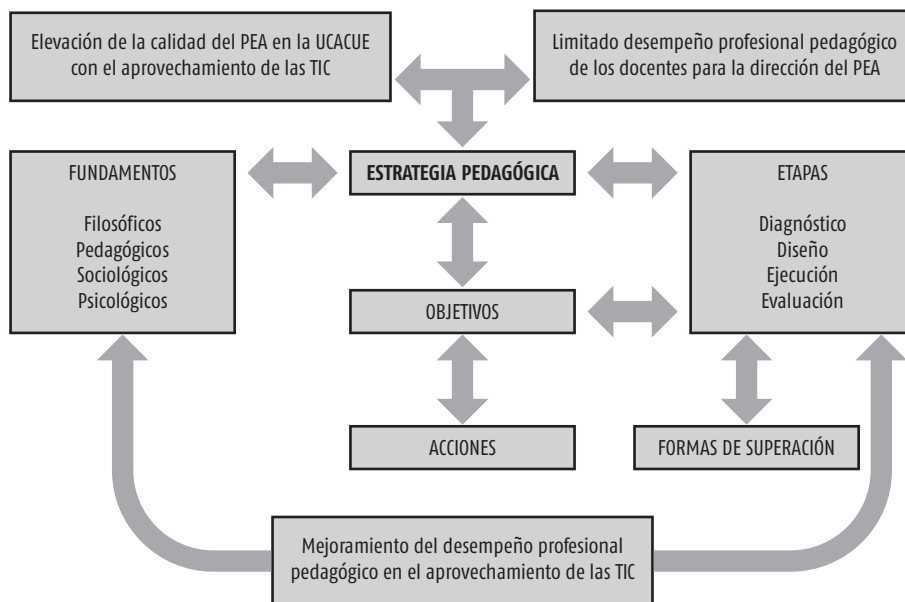 Elevación de la calidad del PEA en la UCACUE
con el aprovechamiento de las TIC
Limitado desempeño profesional pedagógico
de los docentes para la dirección del PEA
FUNDAMENTOS
Filosóficos
Pedagógicos
Sociológicos
Psicológicos
ESTRATEGIA PEDAGÓGICA
ETAPAS
Diagnóstico
Diseño
Ejecución
Evaluación
OBJETIVOS
ACCIONES
FORMAS DE SUPERACIÓN
Mejoramiento del desempeño profesional
pedagógico en el aprovechamiento de las TIC